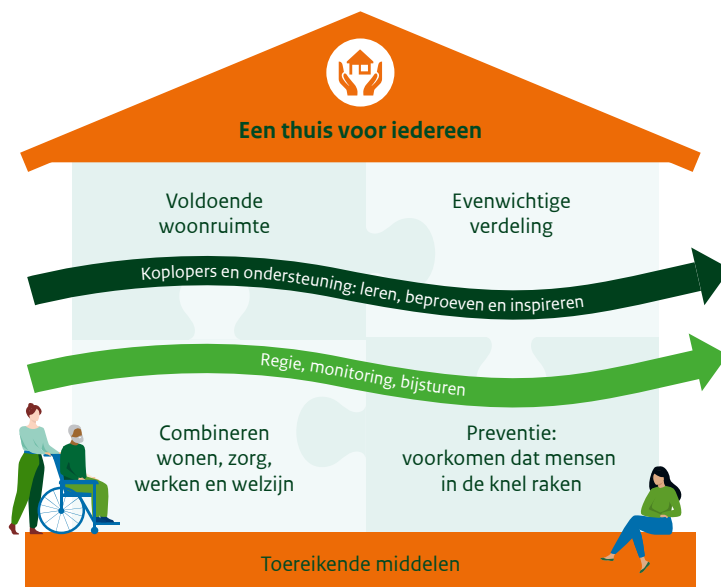 Een thuis voor iedereen
Voldoende
woonruimte
Evenwichtige
verdeling
Koplopers en ondersteuning: leren, beproeven en inspireren
Regie, monitoring, bijsturen
Combineren
wonen, zorg,
werken en welzijn
Preventie:
voorkomen dat mensen
in de knel raken
Toereikende middelen